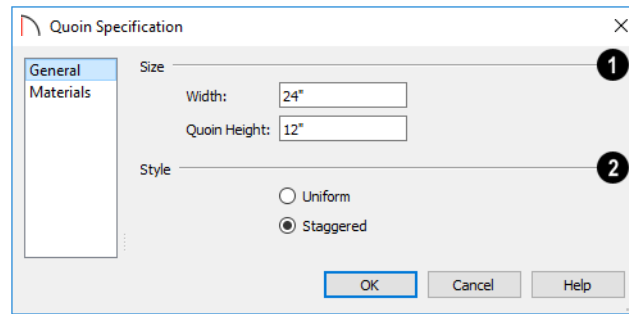 Quoin Specification
General
Materials
Size
1
Width: 24"
Quoin Height: 12"
Style
2
Uniform
Staggered
OK Cancel Help